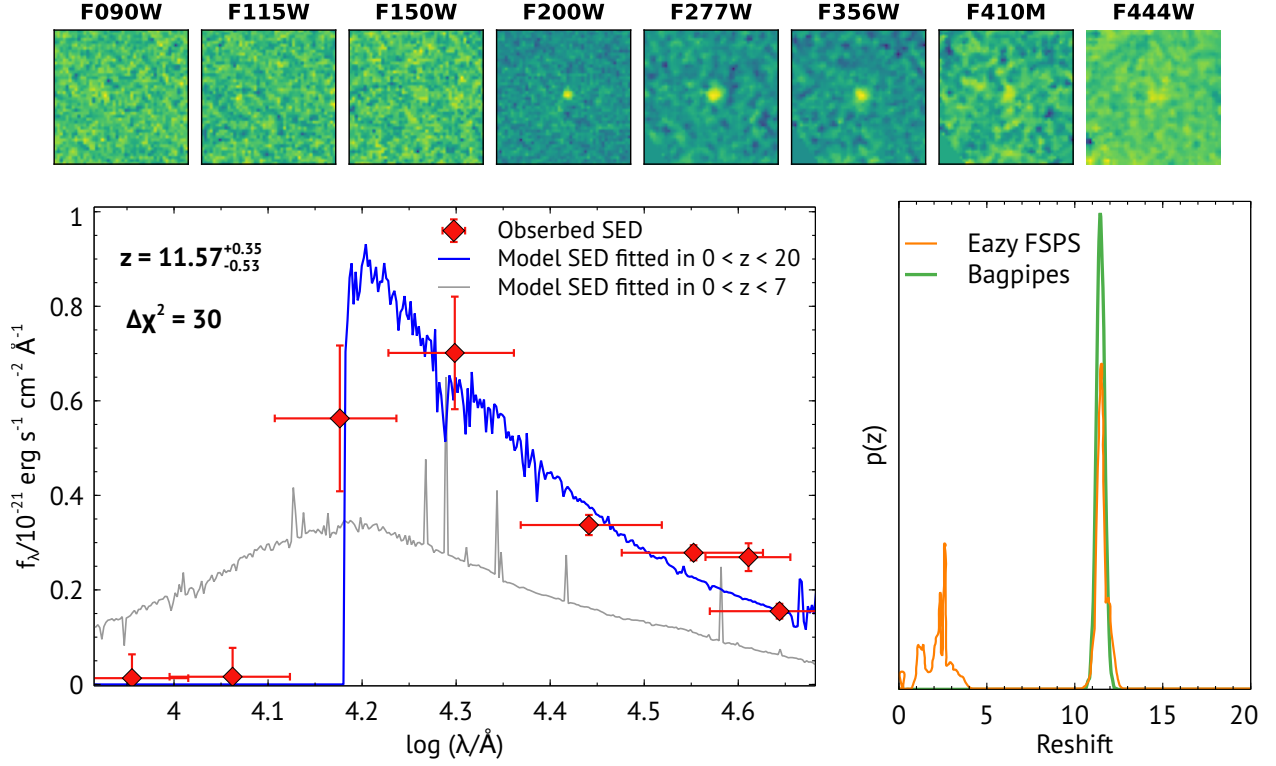 F090W F115W F150W F200W F277W F356W F410M F444W
z = 11.57 +0.35 -0.53
Δχ² = 30
Obserbed SED
Model SED fitted in 0 < z < 20
Model SED fitted in 0 < z < 7
1
0.8
0.6
0.4
0.2
0
fλ/10⁻²¹ erg s⁻¹ cm⁻² Å⁻¹
4 4.1 4.2 4.3 4.4 4.5 4.6
log (λ/Å)
Eazy FSPS
Bagpipes
p(z)
0 5 10 15 20
Reshift